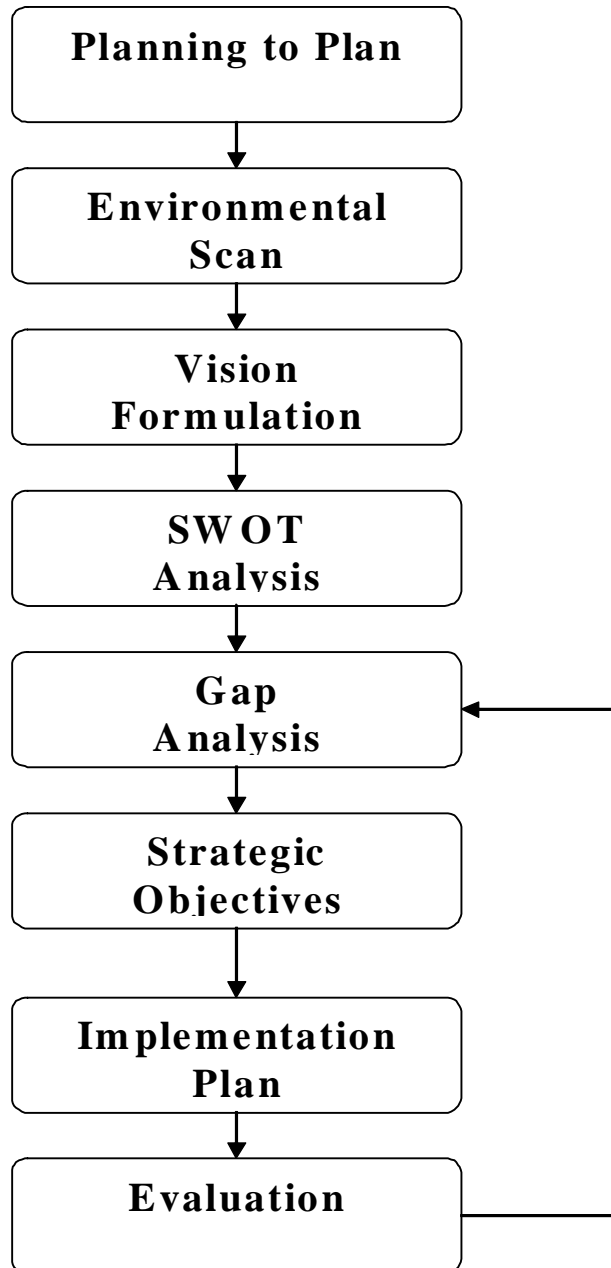 Planning to Plan
Environmental
Scan
Vision
Formulation
SWOT
Analysis
Gap
Analysis
Strategic
Objectives
Implementation
Plan
Evaluation